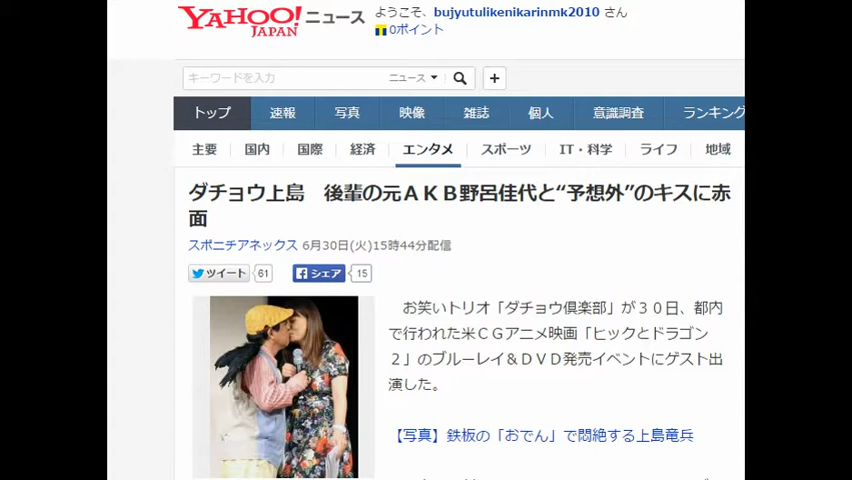 YAHOO! JAPAN ニュース
ようこそ、bujyutulikenikarinmk2010 さん
0ポイント
キーワードを入力 ニュース
トップ 速報 写真 映像 雑誌 個人 意識調査 ランキング
主要 国内 国際 経済 エンタメ スポーツ IT・科学 ライフ 地域
ダチョウ上島　後輩の元ＡＫＢ野呂佳代と“予想外”のキスに赤
面
スポニチアネックス 6月30日(火)15時44分配信
ツイート 61 シェア 15
お笑いトリオ「ダチョウ倶楽部」が３０日、都内
で行われた米ＣＧアニメ映画「ヒックとドラゴン
２」のブルーレイ＆ＤＶＤ発売イベントにゲスト出
演した。
【写真】鉄板の「おでん」で悶絶する上島竜兵